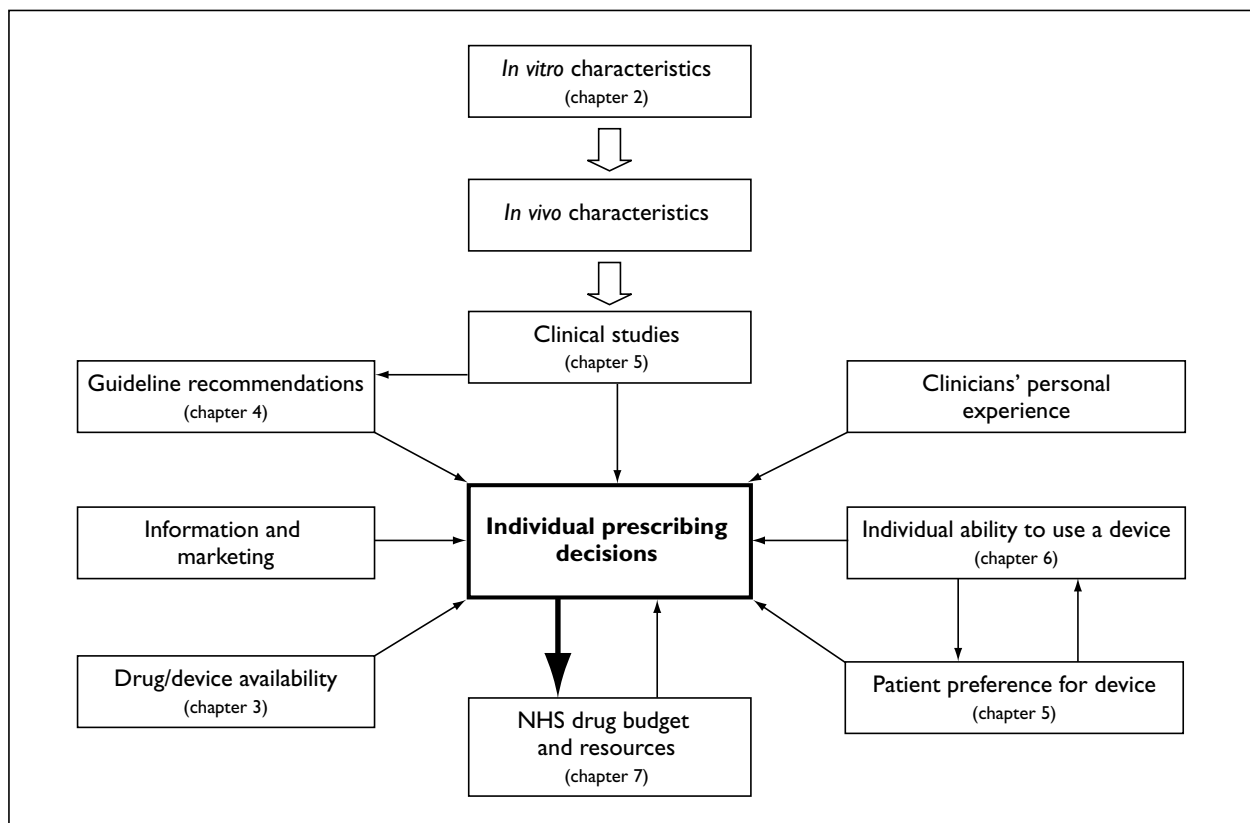 In vitro characteristics
(chapter 2)
In vivo characteristics
Clinical studies
(chapter 5)
Guideline recommendations
(chapter 4)
Clinicians’ personal
experience
Information and
marketing
Individual prescribing
decisions
Individual ability to use a device
(chapter 6)
Drug/device availability
(chapter 3)
NHS drug budget
and resources
(chapter 7)
Patient preference for device
(chapter 5)